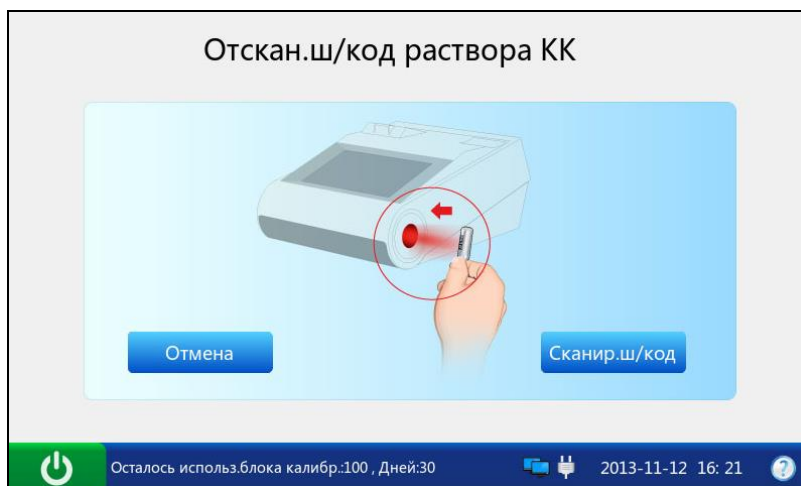 Отскан.ш/код раствора КК
Отмена
Сканир.ш/код
Осталось использ.блока калибр.:100 , Дней:30
2013-11-12 16: 21
?